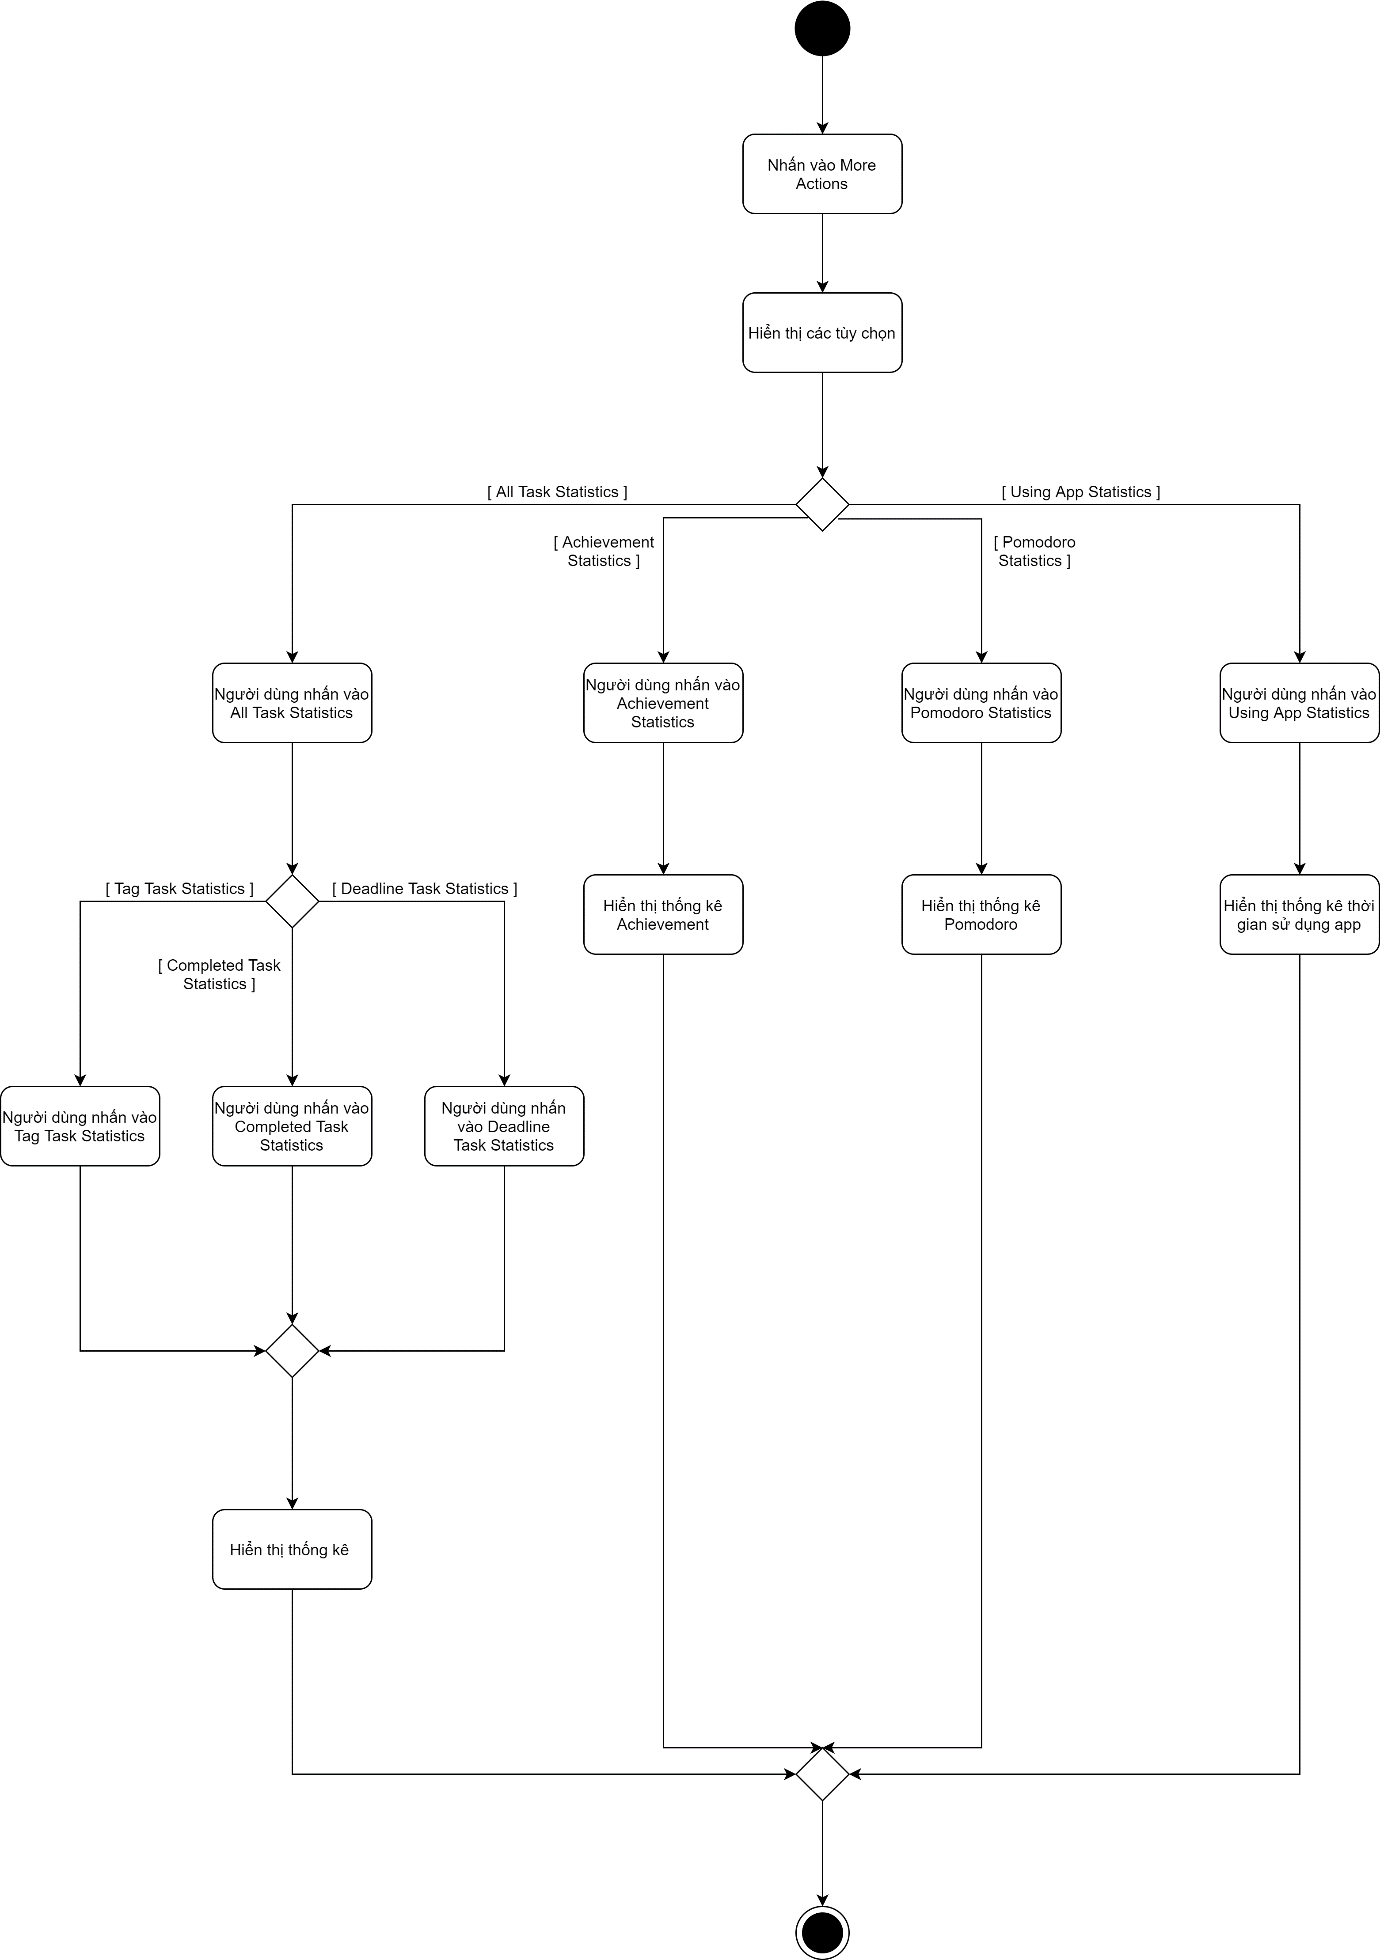 Nhấn vào More
Actions
Hiển thị các tùy chọn
[ All Task Statistics ]
[ Using App Statistics ]
[ Achievement
Statistics ]
[ Pomodoro
Statistics ]
Người dùng nhấn vào
All Task Statistics
Người dùng nhấn vào
Achievement
Statistics
Người dùng nhấn vào
Pomodoro Statistics
Người dùng nhấn vào
Using App Statistics
[ Tag Task Statistics ]
[ Deadline Task Statistics ]
[ Completed Task
Statistics ]
Hiển thị thống kê
Achievement
Hiển thị thống kê
Pomodoro
Hiển thị thống kê thời
gian sử dụng app
Người dùng nhấn vào
Tag Task Statistics
Người dùng nhấn vào
Completed Task
Statistics
Người dùng nhấn
vào Deadline
Task Statistics
Hiển thị thống kê